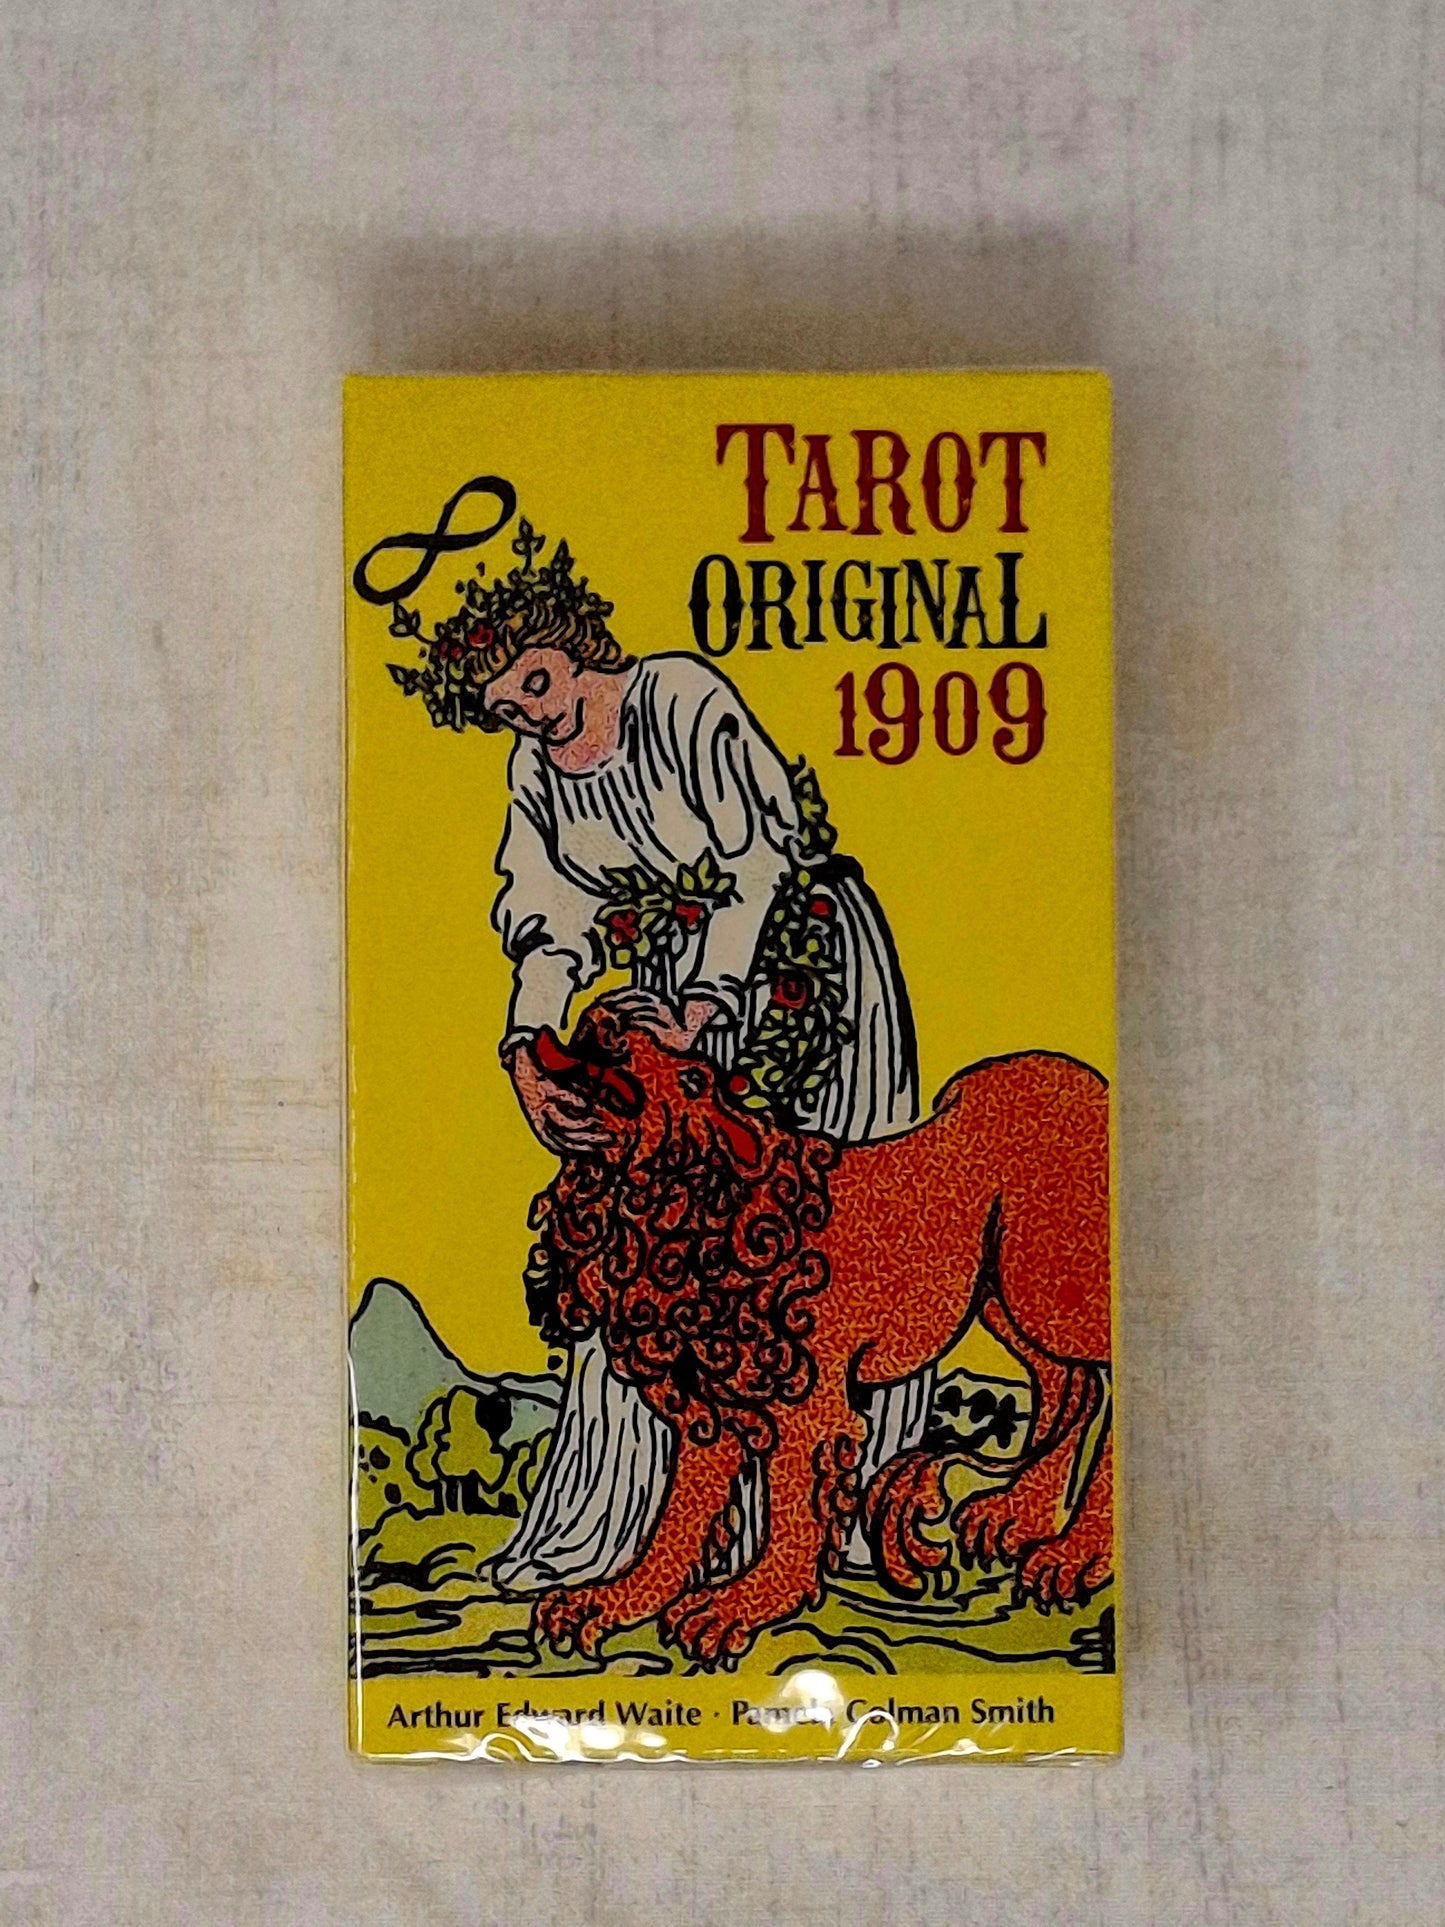 TAROT
ORIGINAL
1909
Arthur Edward Waite · Pamela Colman Smith